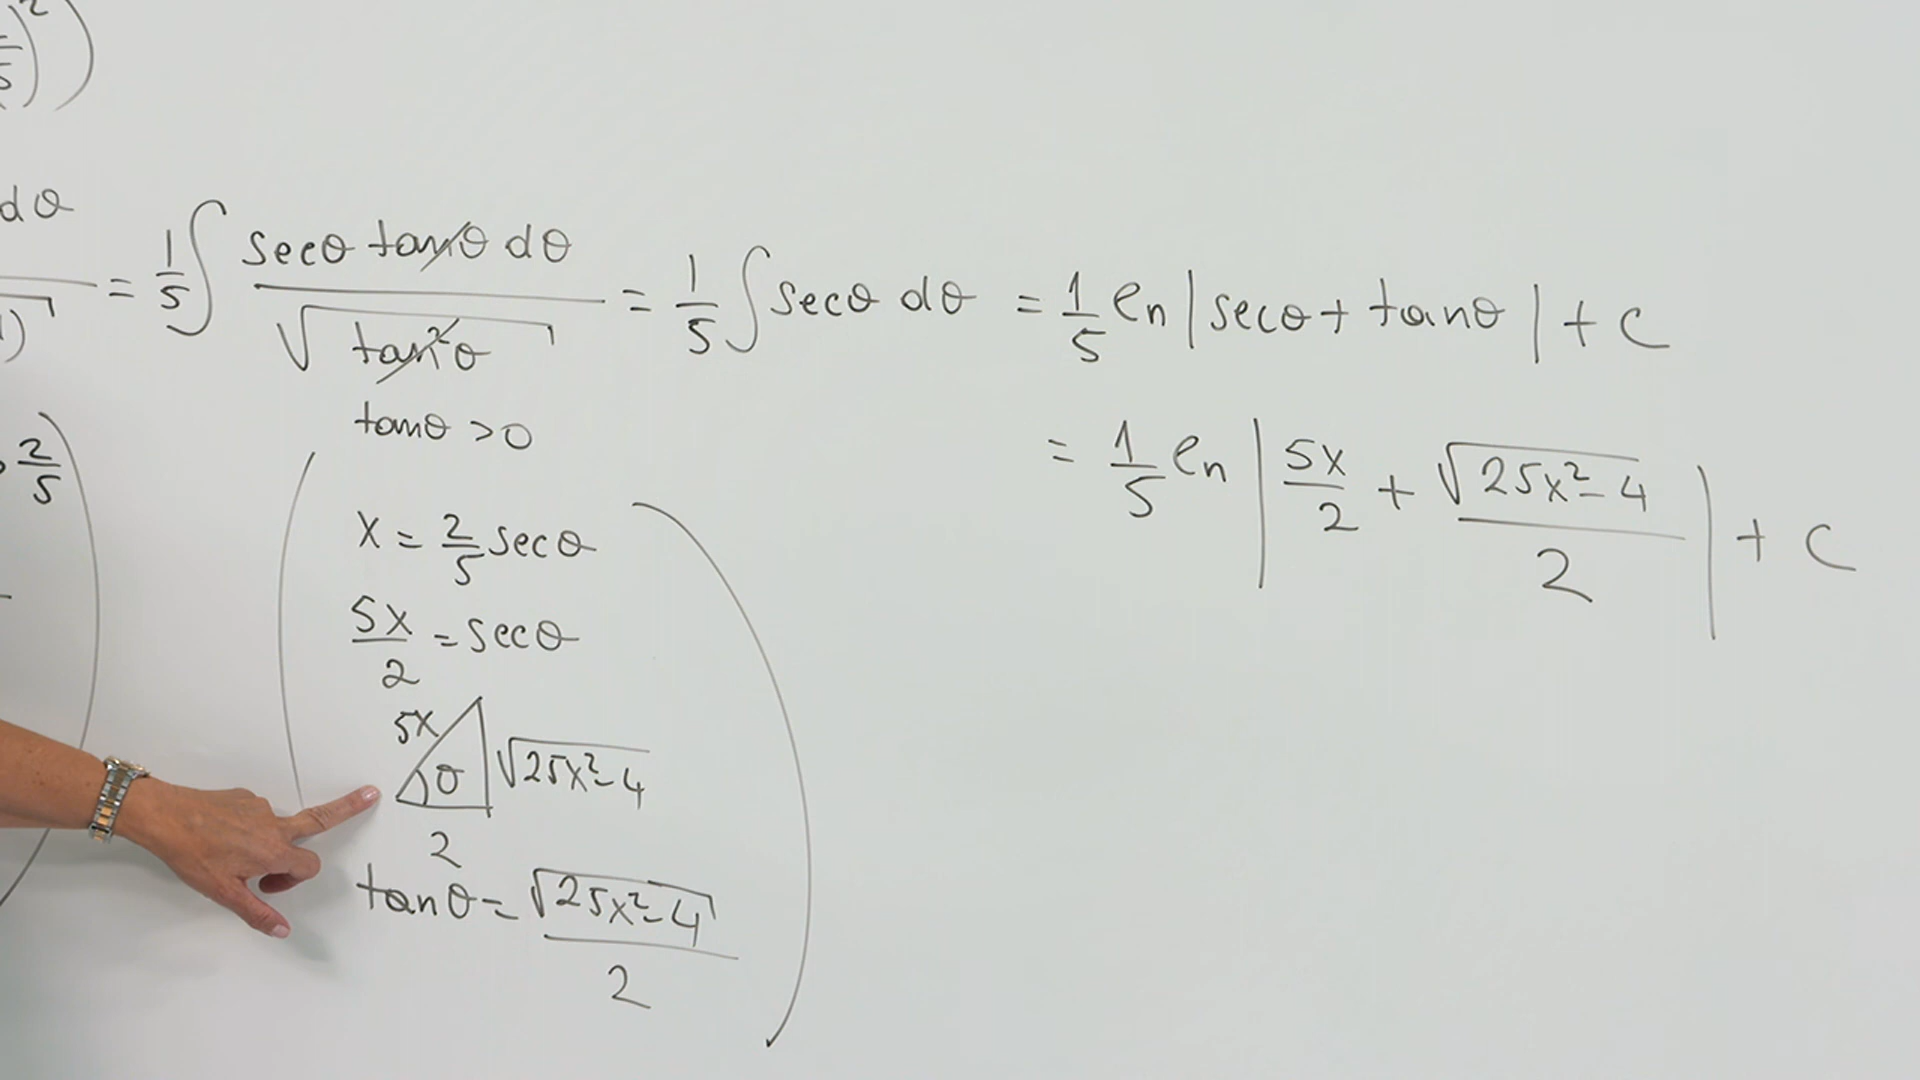 5)²)
dθ = 1/5 ∫ secθ tanθ dθ / √tan²θ = 1/5 ∫ secθ dθ = 1/5 ln |secθ + tanθ| + C
tanθ > 0
2/5
= 1/5 ln | 5x/2 + √25x²-4 / 2 | + C
x = 2/5 secθ
5x/2 = secθ
5x θ √25x²-4
2
tanθ = √25x²-4 / 2